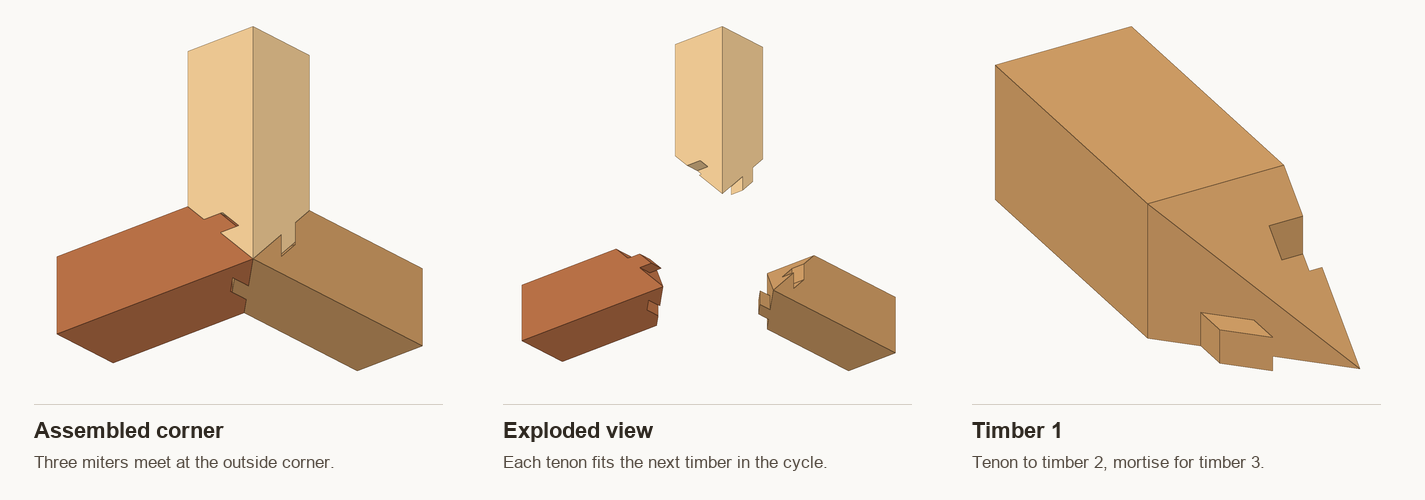 Assembled corner
Three miters meet at the outside corner.
Exploded view
Each tenon fits the next timber in the cycle.
Timber 1
Tenon to timber 2, mortise for timber 3.